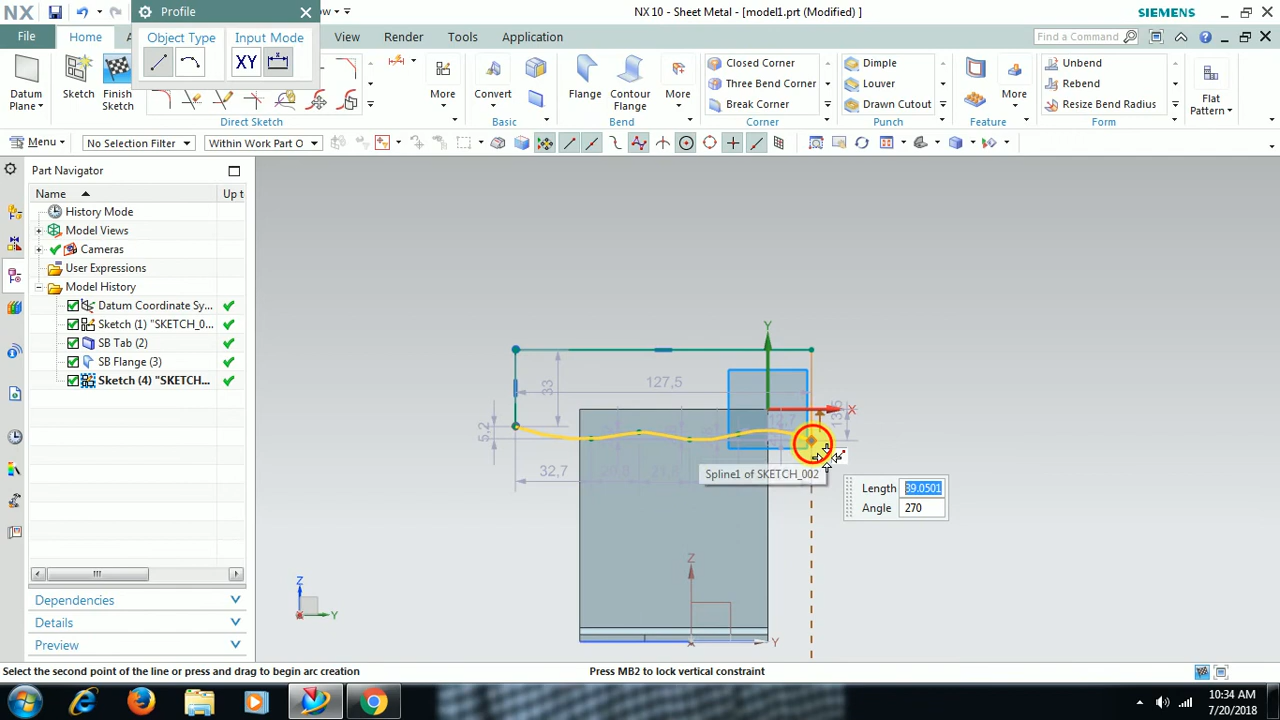 NX
Profile
Window
NX 10 - Sheet Metal - [model1.prt (Modified) ]
SIEMENS
File
Home
View
Render
Tools
Application
Find a Command
Object Type
Input Mode
XY
Datum
Plane
Sketch
Finish
Sketch
More
Direct Sketch
Convert
Basic
Flange
Contour
Flange
More
Bend
Closed Corner
Three Bend Corner
Break Corner
Corner
Dimple
Louver
Drawn Cutout
Punch
More
Feature
Unbend
Rebend
Resize Bend Radius
Form
Flat
Pattern
Menu
No Selection Filter
Within Work Part O
Part Navigator
Name
Up t
History Mode
Model Views
Cameras
User Expressions
Model History
Datum Coordinate Sy...
Sketch (1) "SKETCH_0...
SB Tab (2)
SB Flange (3)
Sketch (4) "SKETCH...
Dependencies
Details
Preview
Y
X
127,5
33
5,2
12,7
13,5
32,7
Spline1 of SKETCH_002
Length 39.0501
Angle 270
Z
Y
Z
Y
Select the second point of the line or press and drag to begin arc creation
Press MB2 to lock vertical constraint
10:34 AM
7/20/2018